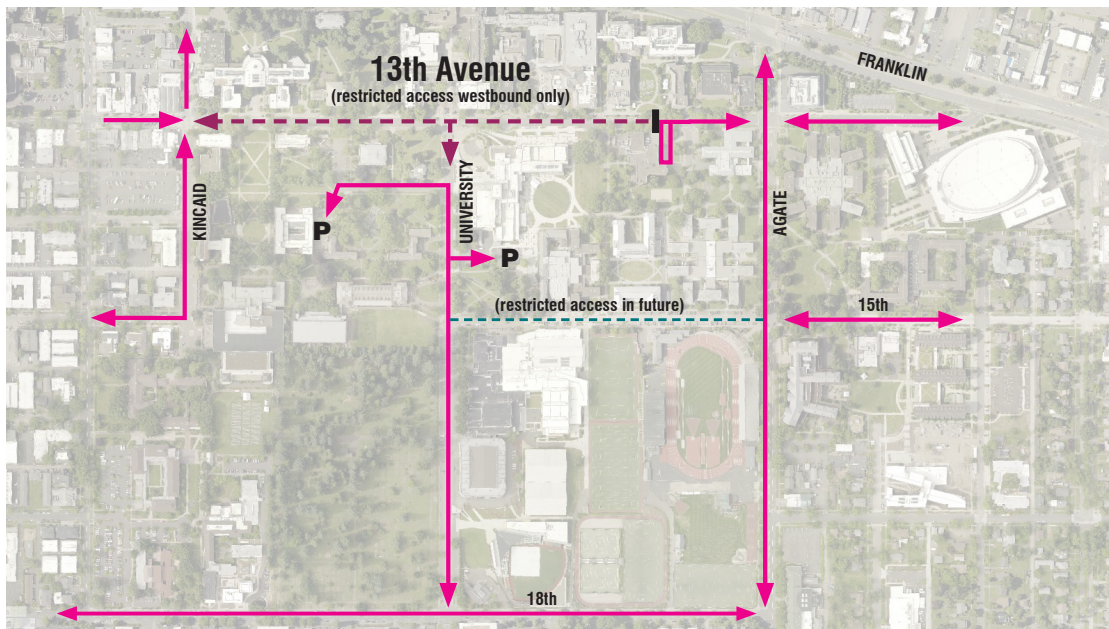 13th Avenue
(restricted access westbound only)
FRANKLIN
KINCAID
UNIVERSITY
AGATE
P
P
(restricted access in future)
15th
18th